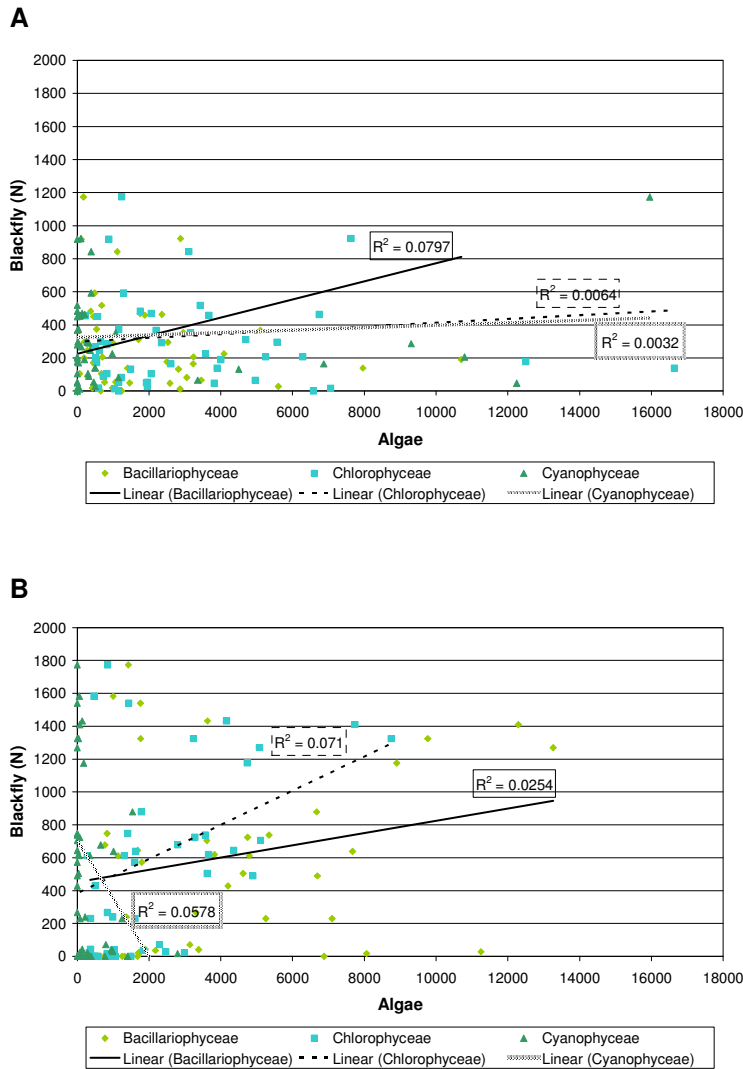 A
2000
1800
1600
1400
1200
1000
800
600
400
200
0
Blackfly (N)
R² = 0.0797
R² = 0.0064
R² = 0.0032
0 2000 4000 6000 8000 10000 12000 14000 16000 18000
Algae
Bacillariophyceae Chlorophyceae Cyanophyceae
Linear (Bacillariophyceae) Linear (Chlorophyceae) Linear (Cyanophyceae)
B
2000
1800
1600
1400
1200
1000
800
600
400
200
0
Blackfly (N)
R² = 0.071
R² = 0.0254
R² = 0.0578
0 2000 4000 6000 8000 10000 12000 14000 16000 18000
Algae
Bacillariophyceae Chlorophyceae Cyanophyceae
Linear (Bacillariophyceae) Linear (Chlorophyceae) Linear (Cyanophyceae)